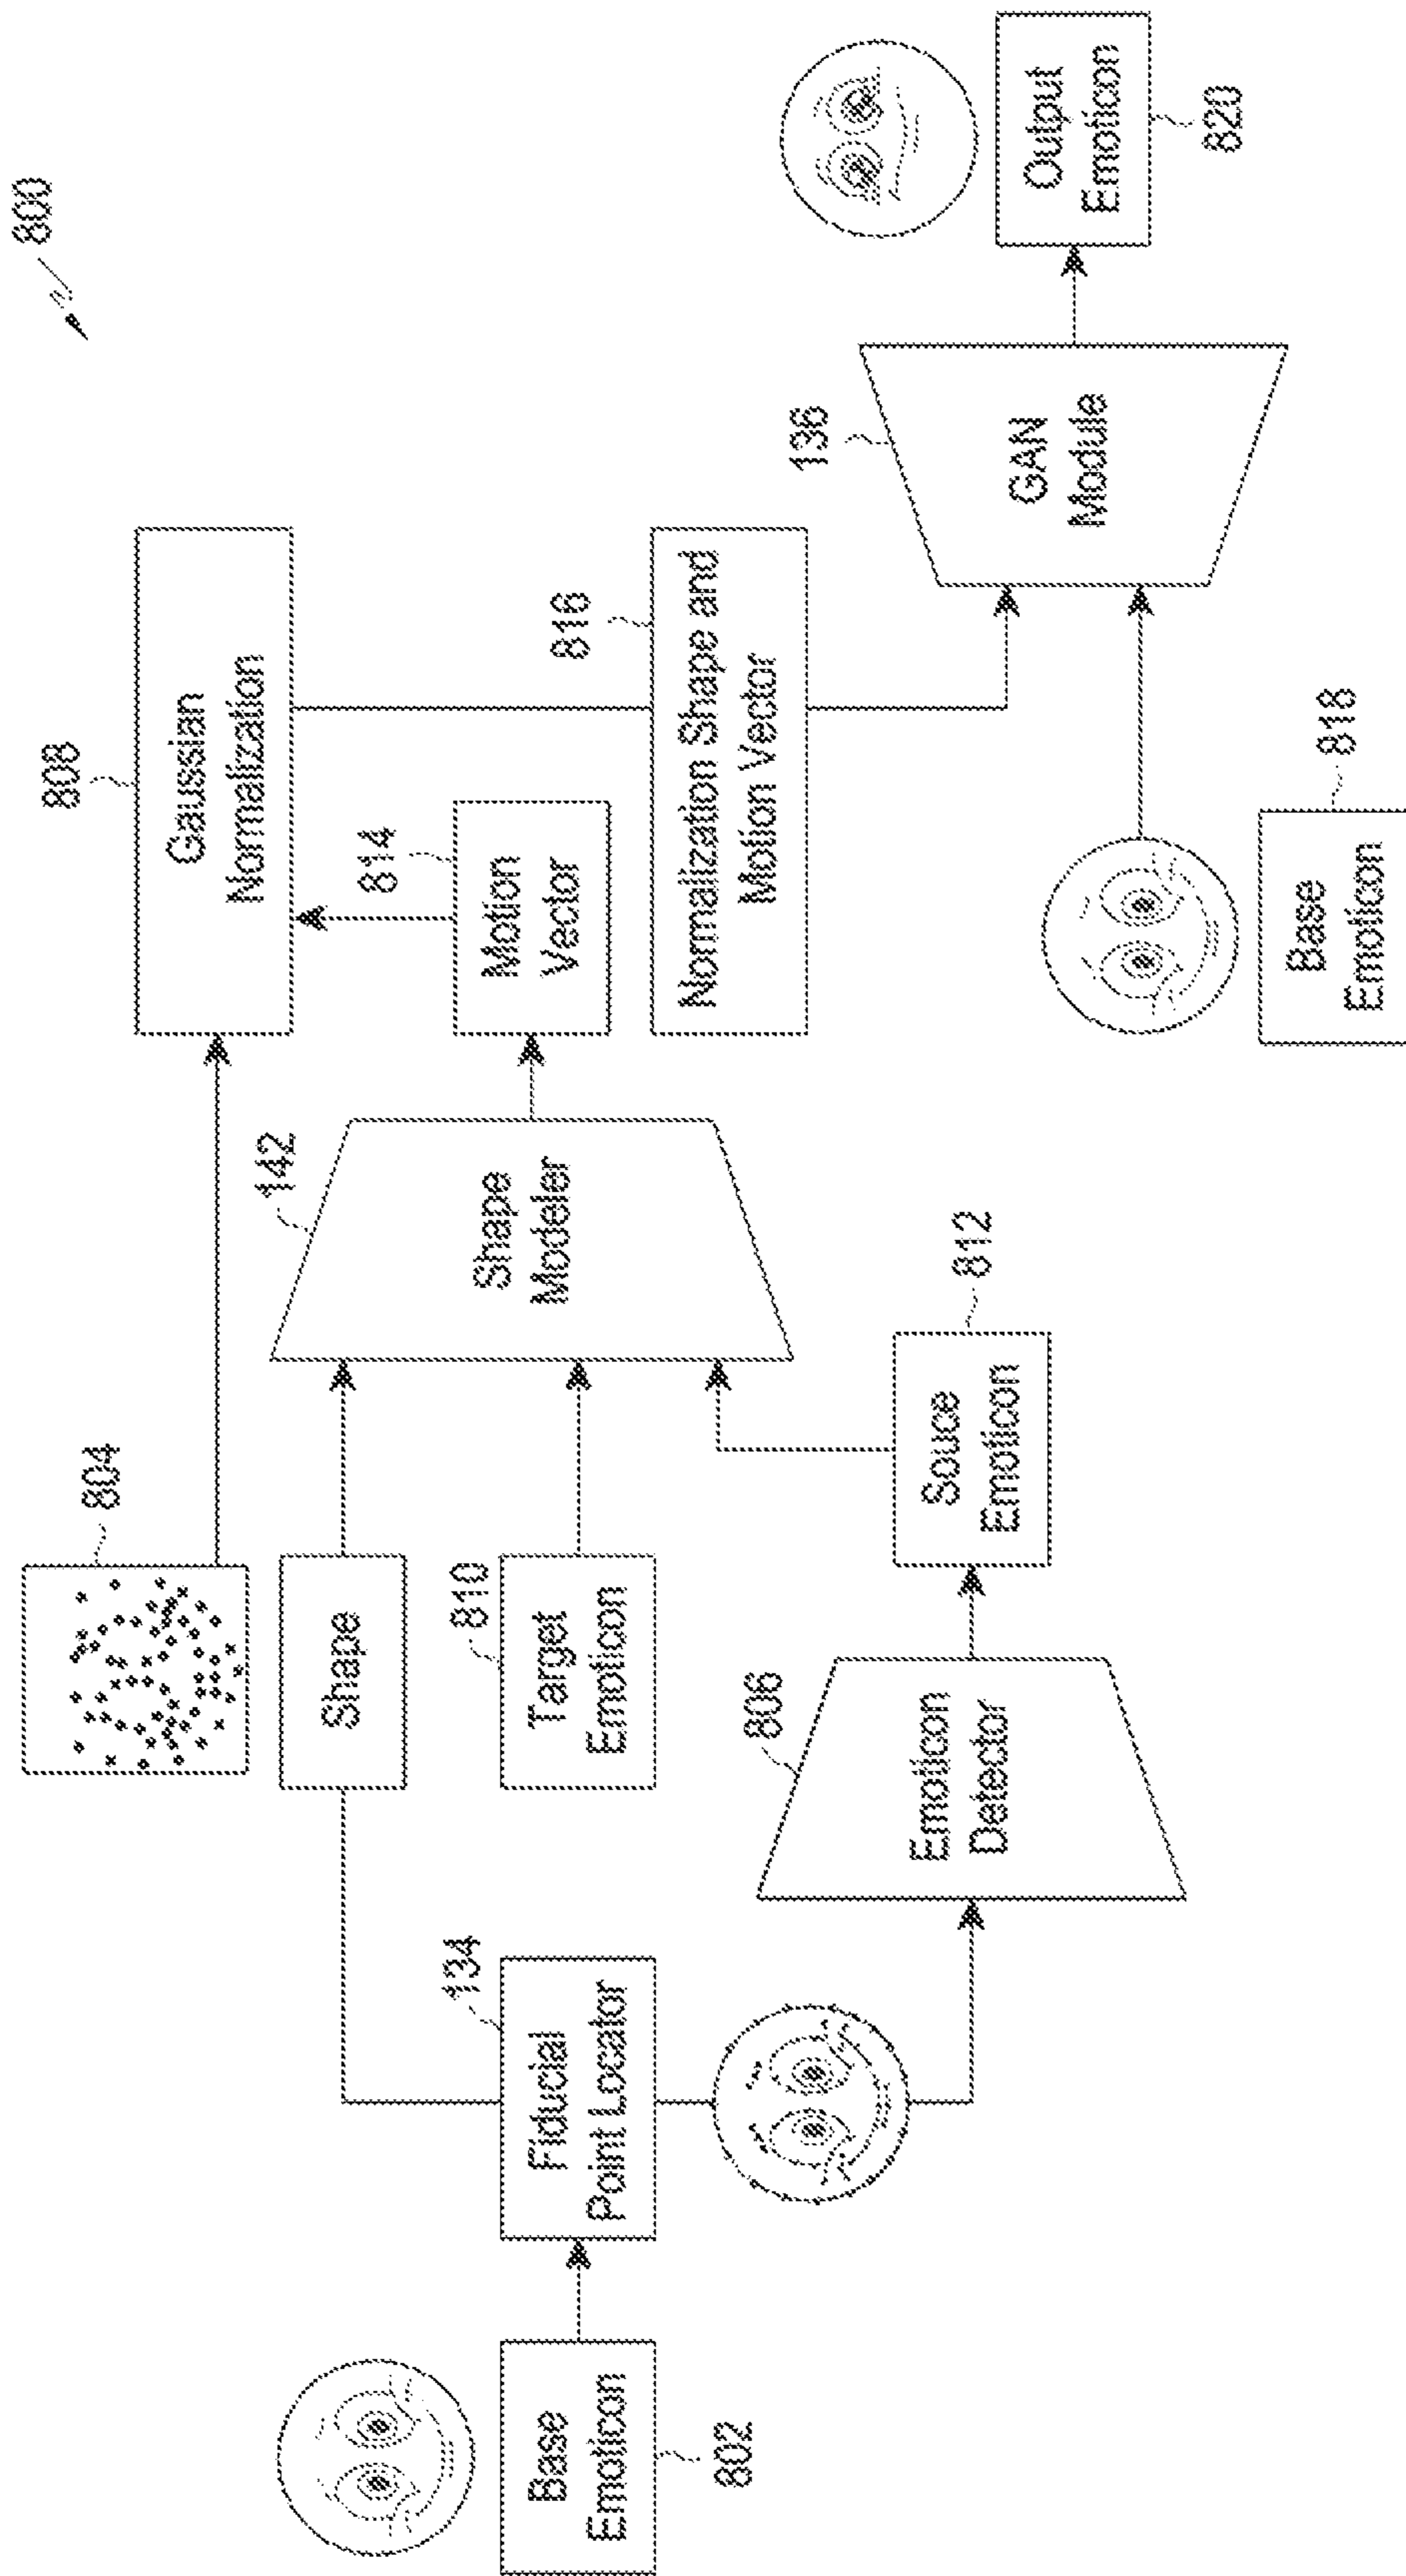 800
802
Base
Emoticon
134
Fiducial
Point Locator
804
Shape
810
Target
Emoticon
806
Emotion
Detector
812
Souce
Emoticon
142
Shape
Modeler
808
Gaussian
Normalization
814
Motion
Vector
816
Normalization Shape and
Motion Vector
818
Base
Emoticon
136
GAN
Module
820
Output
Emoticon